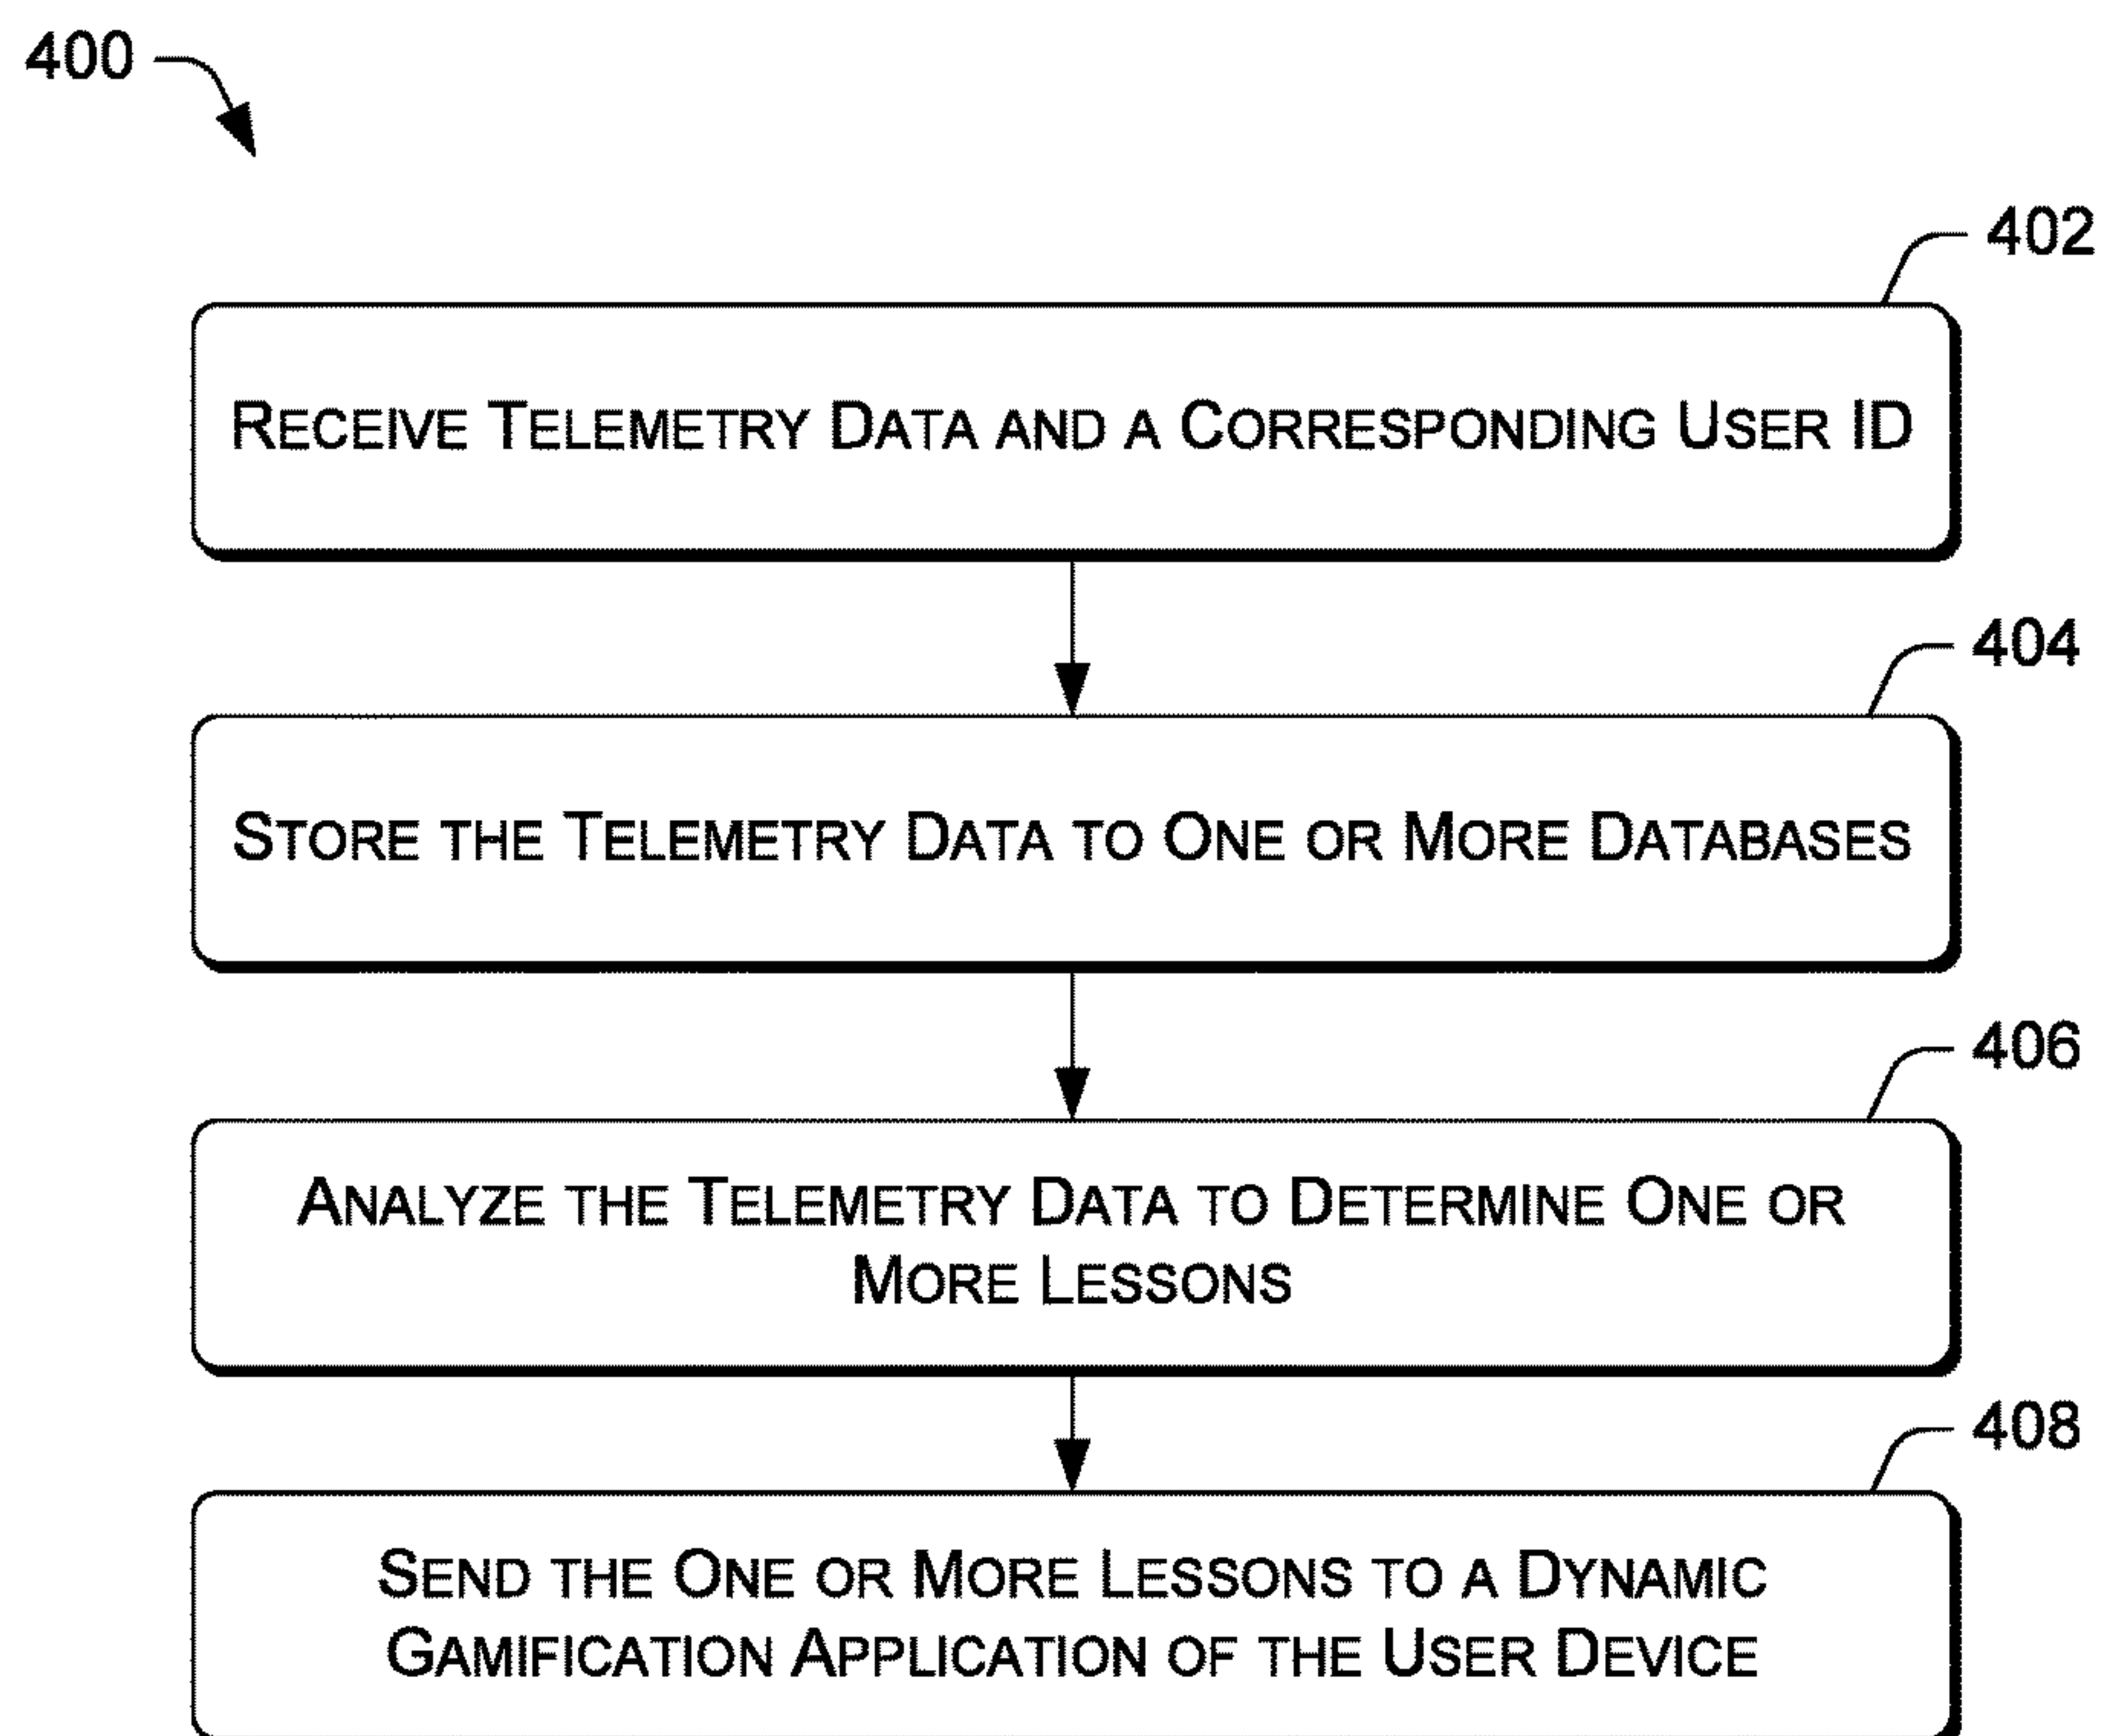 400
402
RECEIVE TELEMETRY DATA AND A CORRESPONDING USER ID
404
STORE THE TELEMETRY DATA TO ONE OR MORE DATABASES
406
ANALYZE THE TELEMETRY DATA TO DETERMINE ONE OR
MORE LESSONS
408
SEND THE ONE OR MORE LESSONS TO A DYNAMIC
GAMIFICATION APPLICATION OF THE USER DEVICE